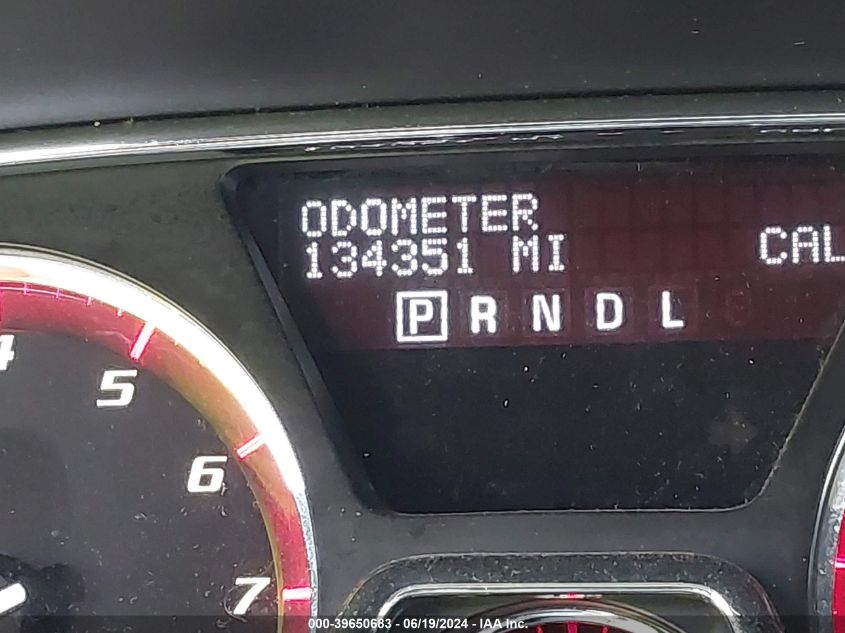 ODOMETER
134351 MI
CAL
P R N D L
4
5
6
7
000-39650683 - 06/19/2024 - IAA Inc.